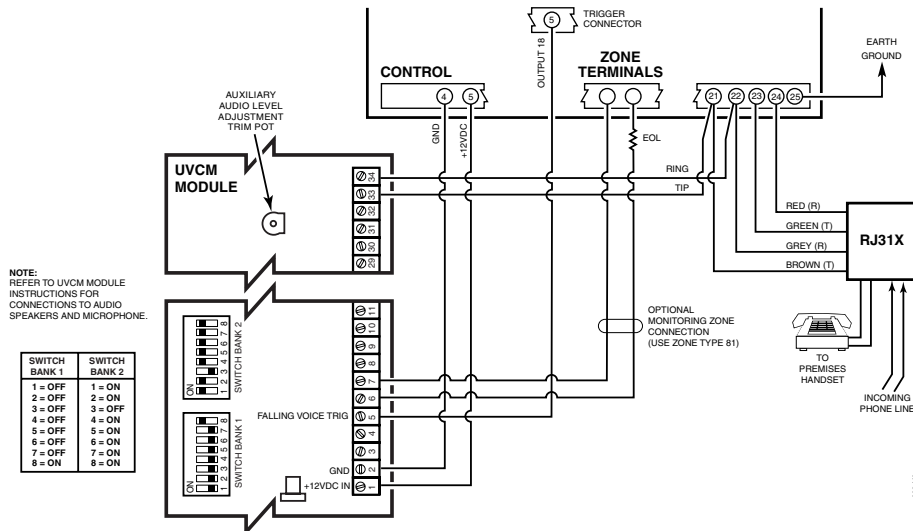 TRIGGER
CONNECTOR
5
OUTPUT 18
ZONE
TERMINALS
EARTH
GROUND
CONTROL
4 5
21 22 23 24 25
GND
+12VDC
EOL
AUXILIARY
AUDIO LEVEL
ADJUSTMENT
TRIM POT
UVCM
MODULE
34
33
32
31
30
29
RING
TIP
RED (R)
GREEN (T)
GREY (R)
BROWN (T)
RJ31X
NOTE:
REFER TO UVCM MODULE
INSTRUCTIONS FOR
CONNECTIONS TO AUDIO
SPEAKERS AND MICROPHONE.
OPTIONAL
MONITORING ZONE
CONNECTION
(USE ZONE TYPE 81)
TO
PREMISES
HANDSET
INCOMING
PHONE LINE
SWITCH BANK 2
ON
1 2 3 4 5 6 7 8
SWITCH BANK 1
ON
1 2 3 4 5 6 7 8
11
10
9
8
7
6
5
4
3
2
1
FALLING VOICE TRIG
GND
+12VDC IN
SWITCH BANK 1 SWITCH BANK 2
1 = OFF 1 = ON
2 = OFF 2 = ON
3 = OFF 3 = OFF
4 = OFF 4 = ON
5 = OFF 5 = ON
6 = OFF 6 = ON
7 = OFF 7 = ON
8 = ON 8 = ON